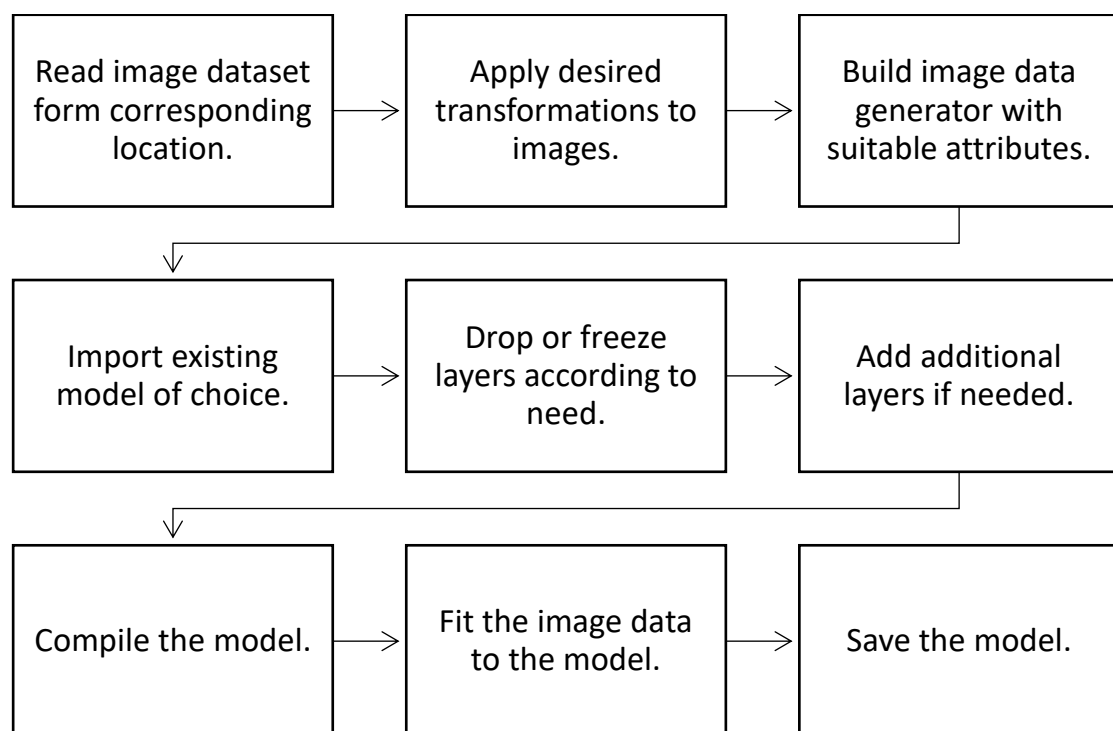 Read image dataset
form corresponding
location.
Apply desired
transformations to
images.
Build image data
generator with
suitable attributes.
Import existing
model of choice.
Drop or freeze
layers according to
need.
Add additional
layers if needed.
Compile the model.
Fit the image data
to the model.
Save the model.